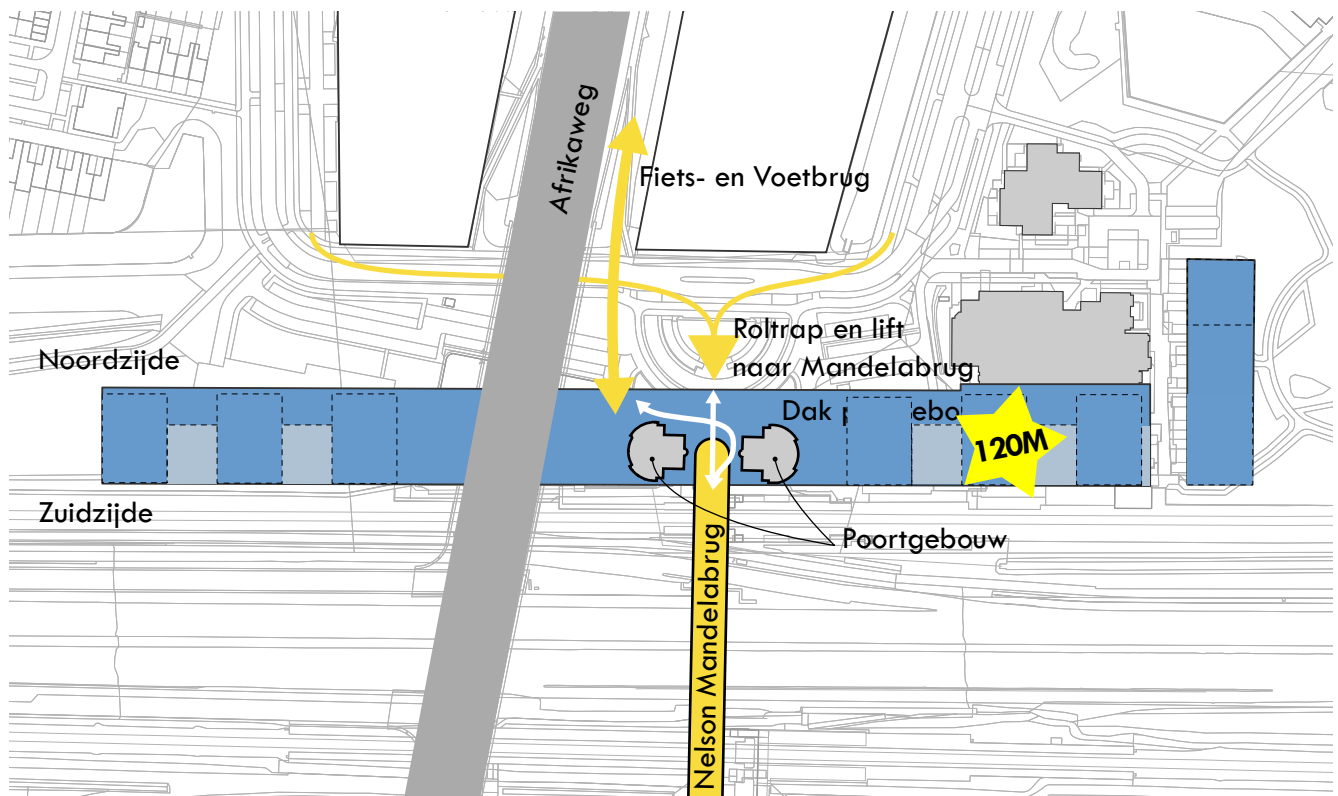 Afrikaweg
Fiets- en Voetbrug
Roltrap en lift
naar Mandelabrug
Noordzijde
Dak
120M
Zuidzijde
Poortgebouw
Nelson Mandelabrug